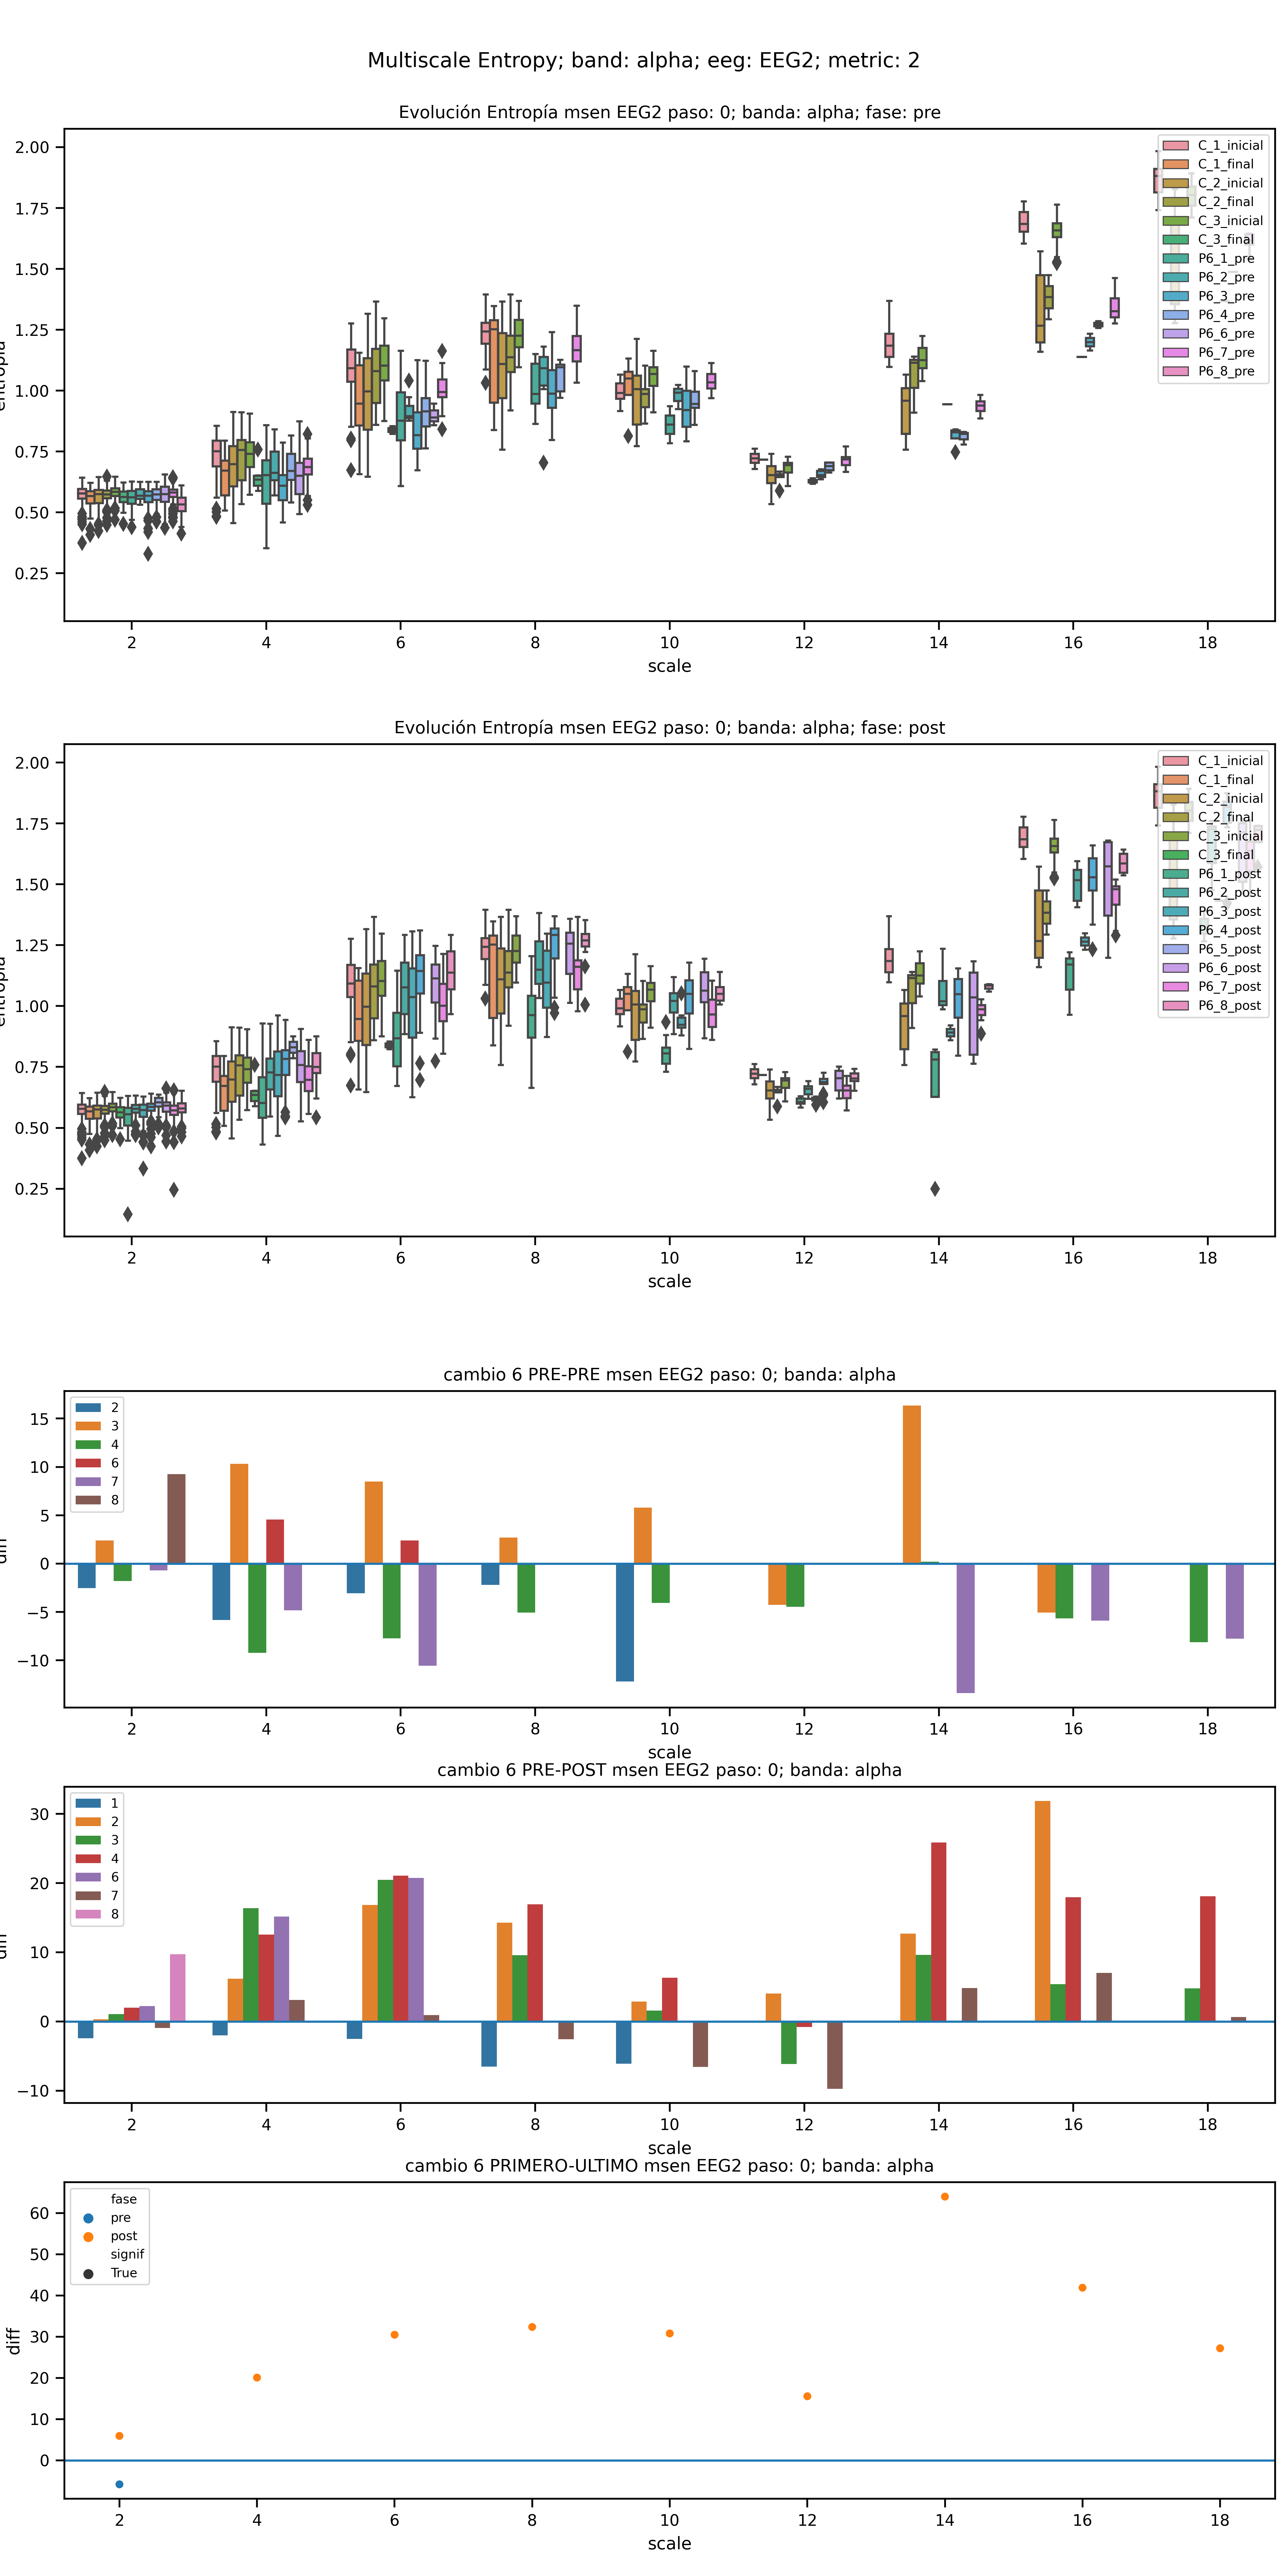 Multiscale Entropy; band: alpha; eeg: EEG2; metric: 2
Evolución Entropía msen EEG2 paso: 0; banda: alpha; fase: pre
2.00
1.75
1.50
1.25
1.00
0.75
0.50
0.25
C_1_inicial
C_1_final
C_2_inicial
C_2_final
C_3_inicial
C_3_final
P6_1_pre
P6_2_pre
P6_3_pre
P6_4_pre
P6_6_pre
P6_7_pre
P6_8_pre
2 4 6 8 10 12 14 16 18
scale
Evolución Entropía msen EEG2 paso: 0; banda: alpha; fase: post
2.00
1.75
1.50
1.25
1.00
0.75
0.50
0.25
C_1_inicial
C_1_final
C_2_inicial
C_2_final
C_3_inicial
C_3_final
P6_1_post
P6_2_post
P6_3_post
P6_4_post
P6_5_post
P6_6_post
P6_7_post
P6_8_post
2 4 6 8 10 12 14 16 18
scale
cambio 6 PRE-PRE msen EEG2 paso: 0; banda: alpha
15
10
5
0
−5
−10
2
3
4
6
7
8
2 4 6 8 10 12 14 16 18
scale
cambio 6 PRE-POST msen EEG2 paso: 0; banda: alpha
30
20
10
0
−10
1
2
3
4
6
7
8
2 4 6 8 10 12 14 16 18
scale
cambio 6 PRIMERO-ULTIMO msen EEG2 paso: 0; banda: alpha
60
50
40
30
20
10
0
diff
fase
pre
post
signif
True
2 4 6 8 10 12 14 16 18
scale